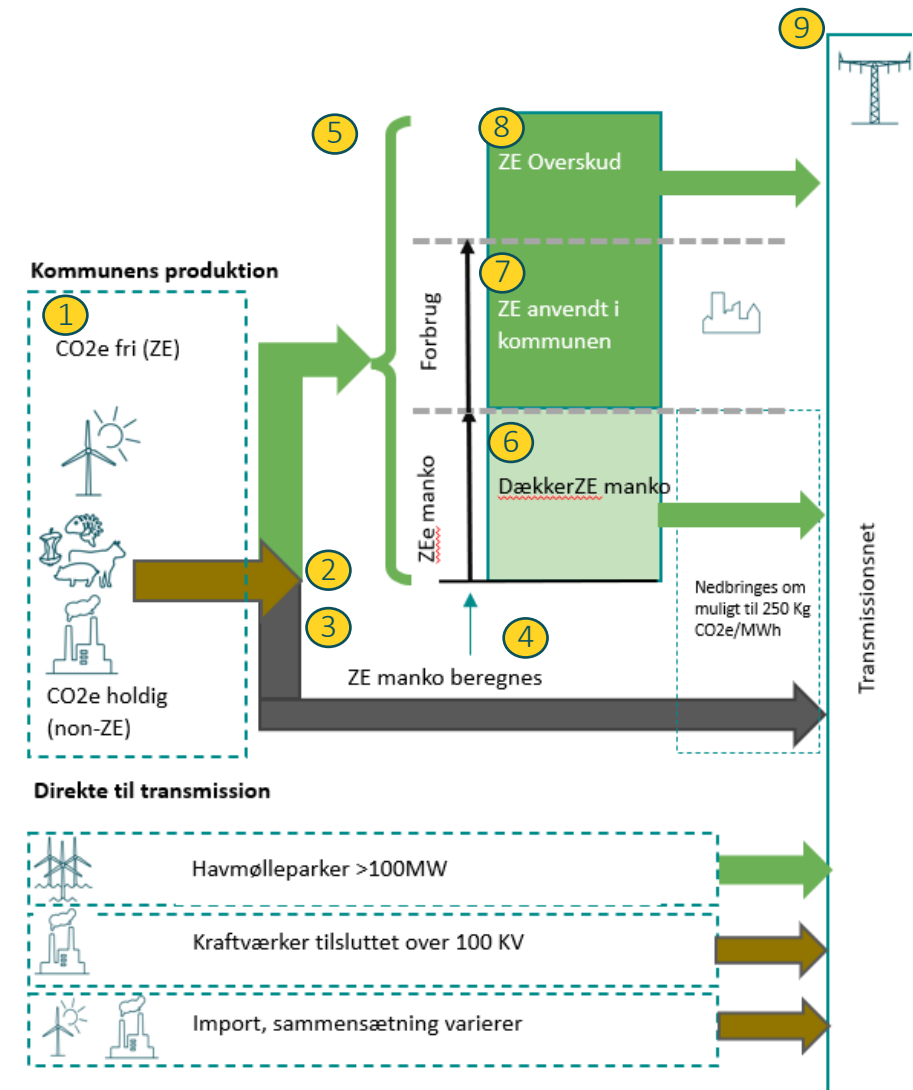 9
5
8
ZE Overskud
Kommunens produktion
1
CO2e fri (ZE)
7
ZE anvendt i
kommunen
Forbrug
6
DækkerZE manko
ZEe manko
2
3
4
ZE manko beregnes
Nedbringes om
muligt til 250 Kg
CO2e/MWh
Transmissionsnet
CO2e holdig
(non-ZE)
Direkte til transmission
Havmølleparker >100MW
Kraftværker tilsluttet over 100 KV
Import, sammensætning varierer